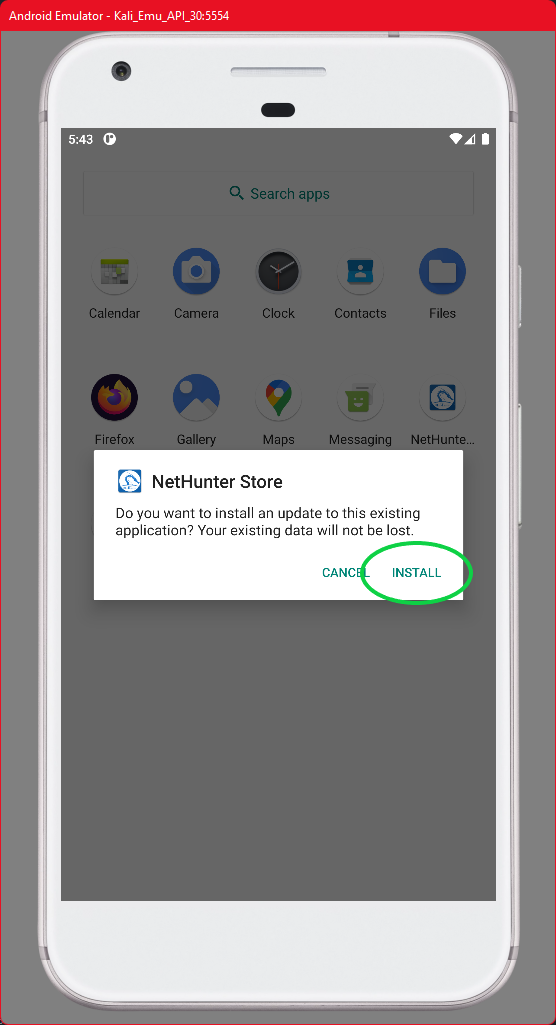 Android Emulator - Kali_Emu_API_30:5554
5:43
Search apps
Calendar Camera Clock Contacts Files
Firefox Gallery Maps Messaging NetHunte...
NetHunter Store
Do you want to install an update to this existing
application? Your existing data will not be lost.
CANCEL INSTALL